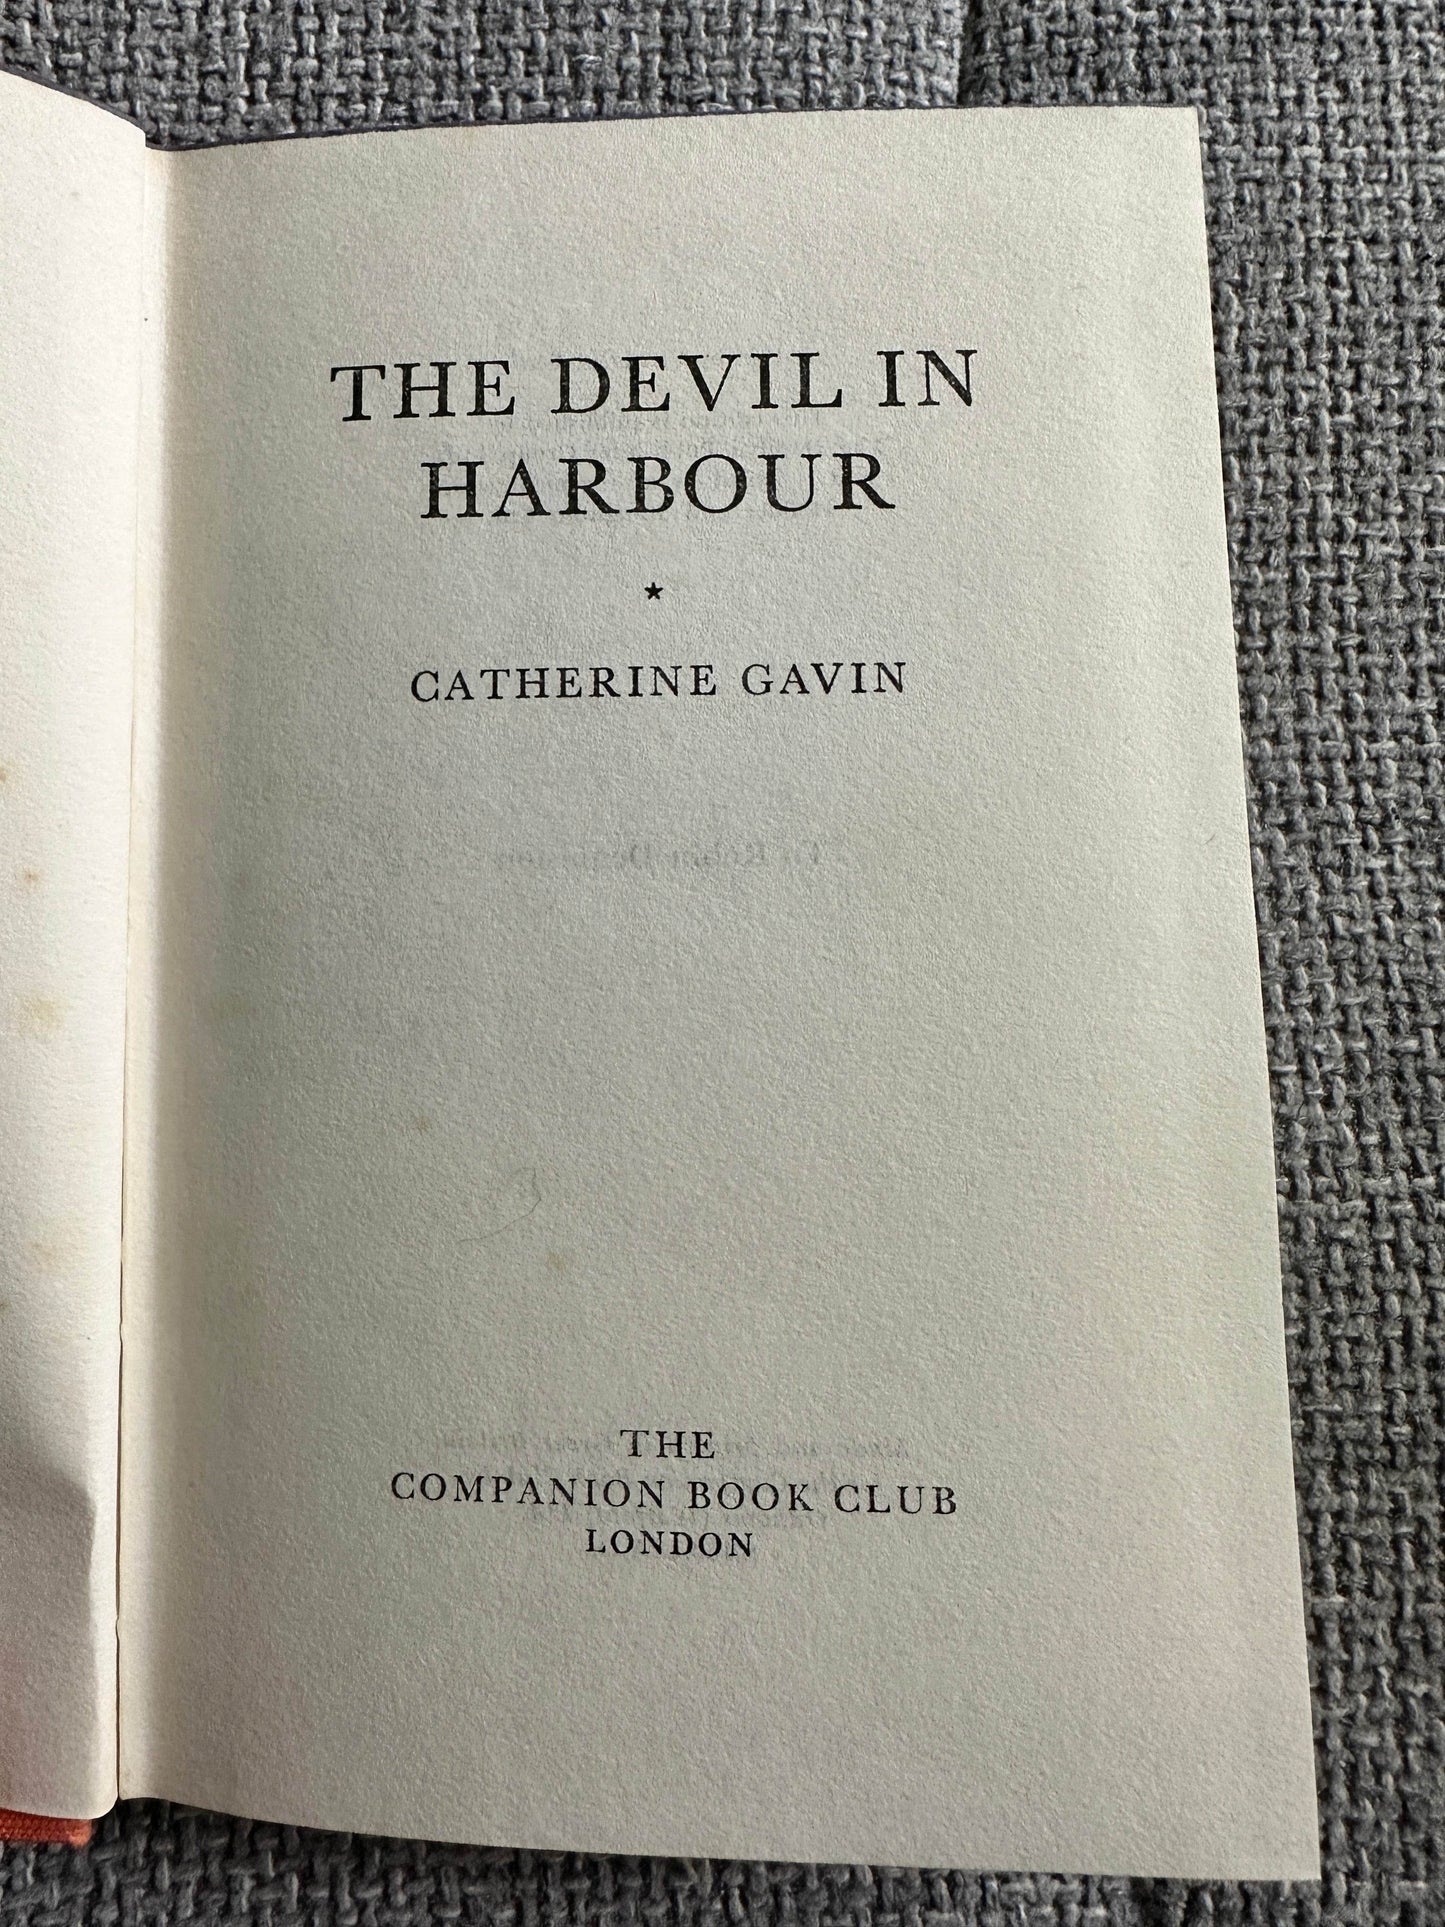 THE DEVIL IN
HARBOUR
★
CATHERINE GAVIN
THE
COMPANION BOOK CLUB
LONDON